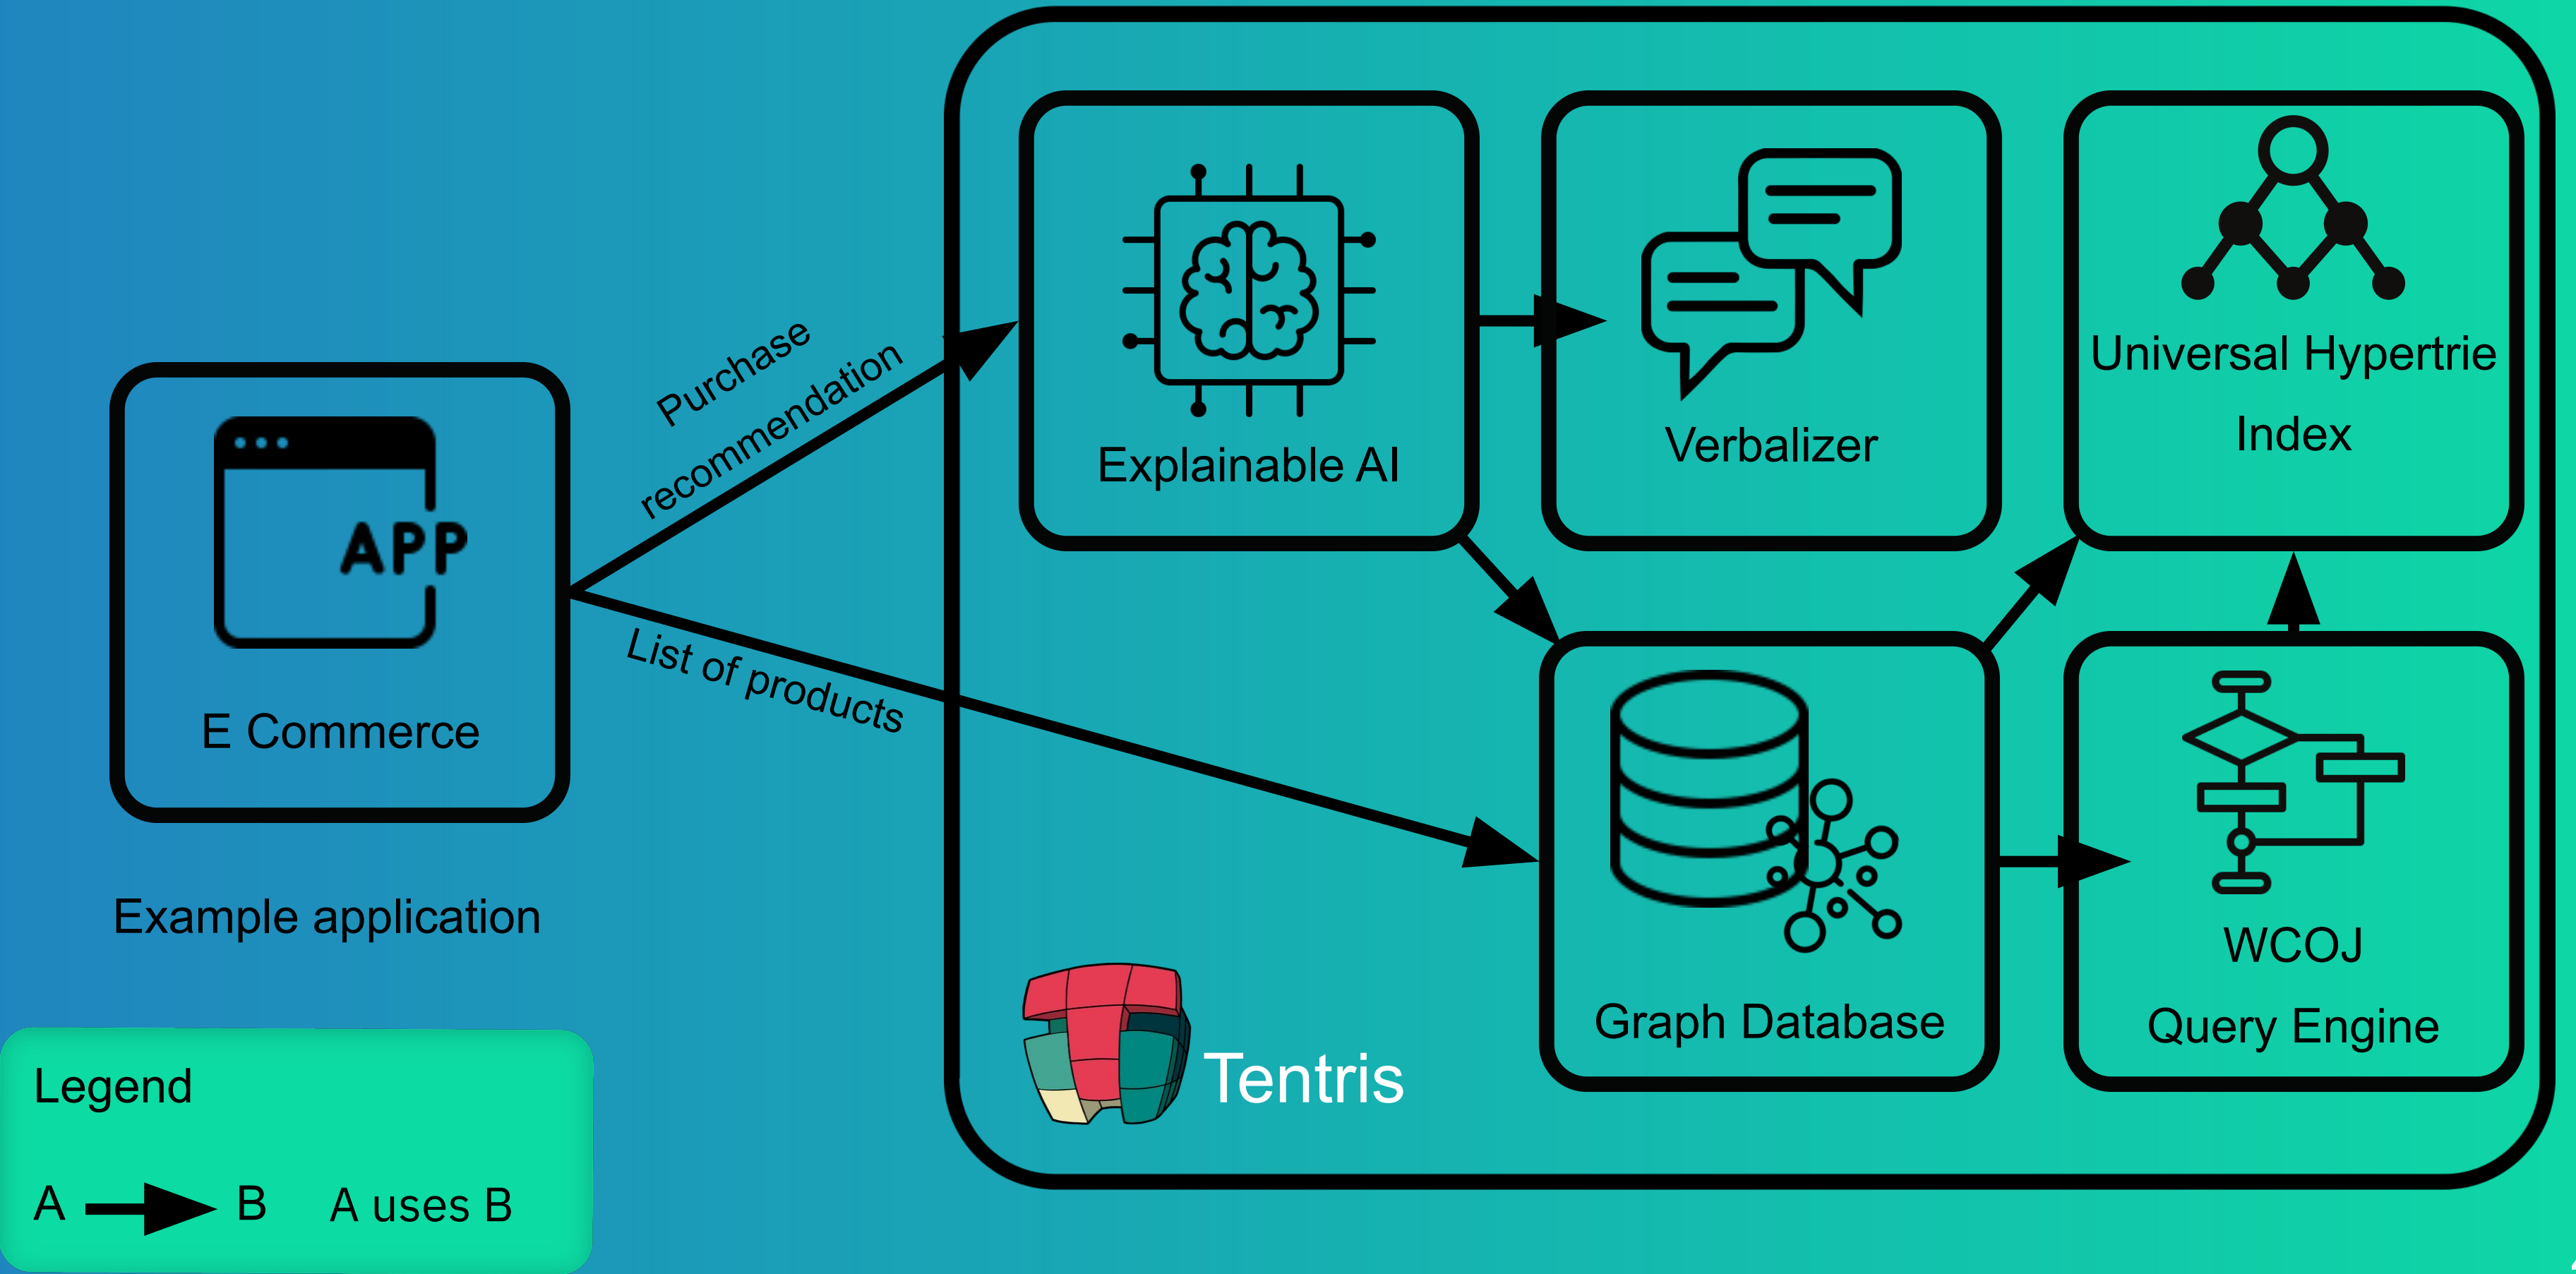 Purchase
recommendation
APP
E Commerce
List of products
Example application
Explainable AI
Verbalizer
Universal Hypertrie
Index
Graph Database
WCOJ
Query Engine
Tentris
Legend
A B A uses B